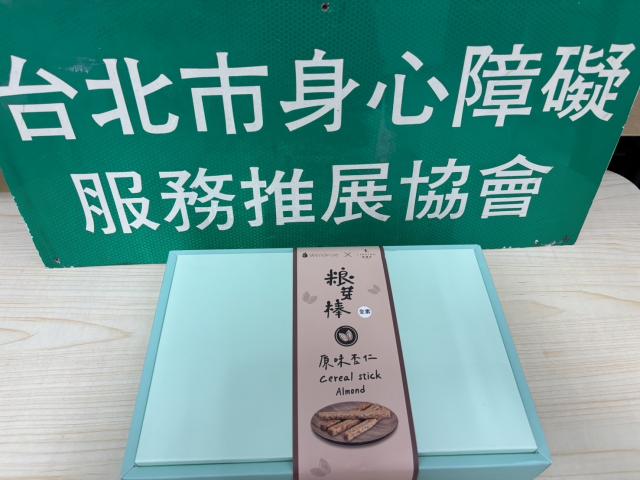 台北市身心障礙
服務推展協會
粮芽棒
全素
原味杏仁
Cereal stick
Almond